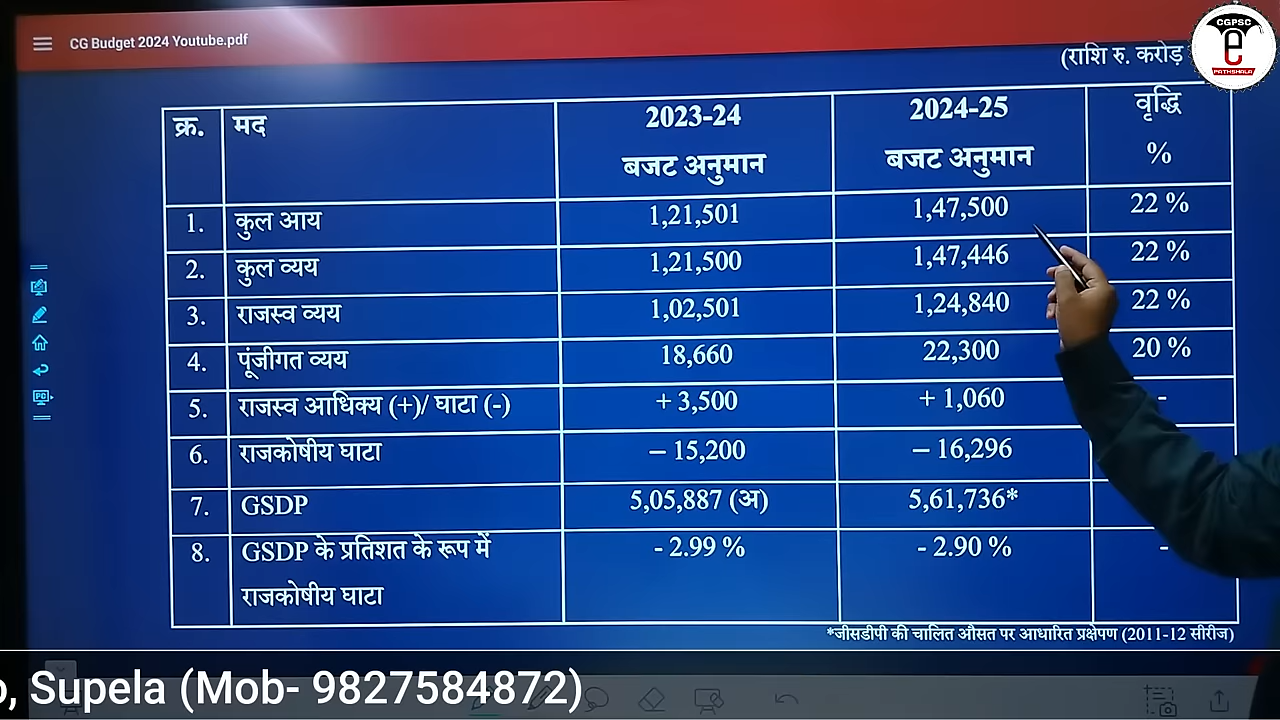 CG Budget 2024 Youtube.pdf
CGPSC
e
PATHSHALA
(राशि रु. करोड़
क्र. मद 2023-24 बजट अनुमान 2024-25 बजट अनुमान वृद्धि %
1. कुल आय 1,21,501 1,47,500 22 %
2. कुल व्यय 1,21,500 1,47,446 22 %
3. राजस्व व्यय 1,02,501 1,24,840 22 %
4. पूंजीगत व्यय 18,660 22,300 20 %
5. राजस्व आधिक्य (+)/ घाटा (-) + 3,500 + 1,060 -
6. राजकोषीय घाटा – 15,200 – 16,296
7. GSDP 5,05,887 (अ) 5,61,736*
8. GSDP के प्रतिशत के रूप में - 2.99 % - 2.90 % -
राजकोषीय घाटा
*जीसडीपी की चालित औसत पर आधारित प्रक्षेपण (2011-12 सीरीज)
Supela (Mob- 9827584872)